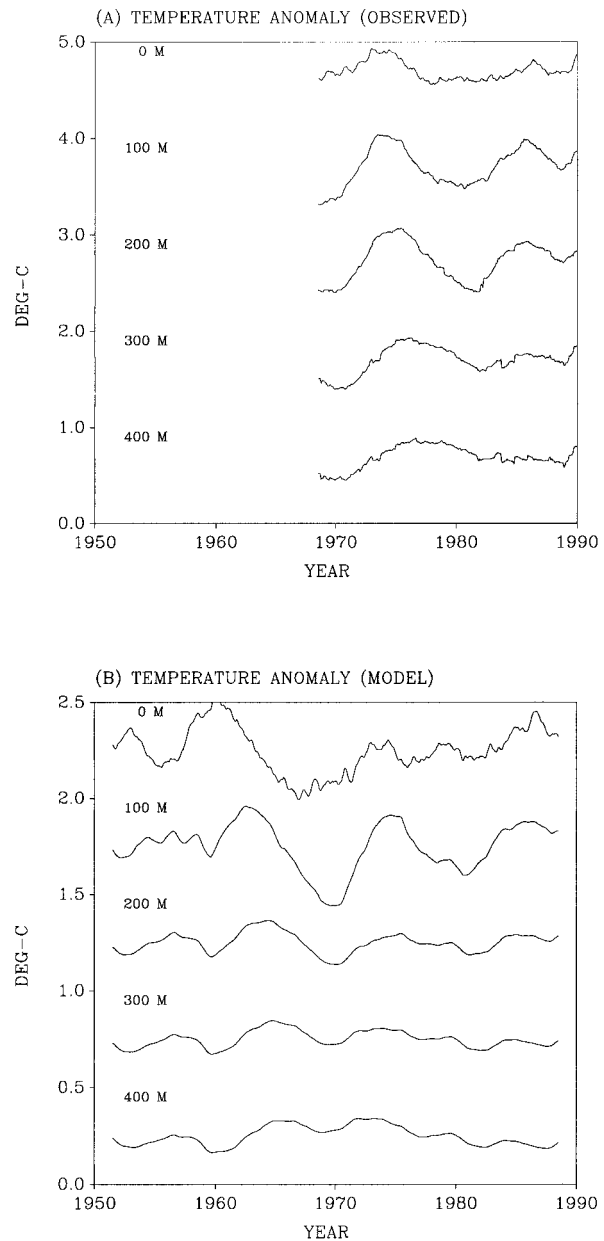 (A) TEMPERATURE ANOMALY (OBSERVED)
5.0
0 M
4.0
100 M
3.0
200 M
DEG-C
2.0
300 M
1.0
400 M
0.0
1950 1960 1970 1980 1990
YEAR
(B) TEMPERATURE ANOMALY (MODEL)
2.5
0 M
2.0
100 M
1.5
200 M
DEG-C
1.0
300 M
0.5
400 M
0.0
1950 1960 1970 1980 1990
YEAR